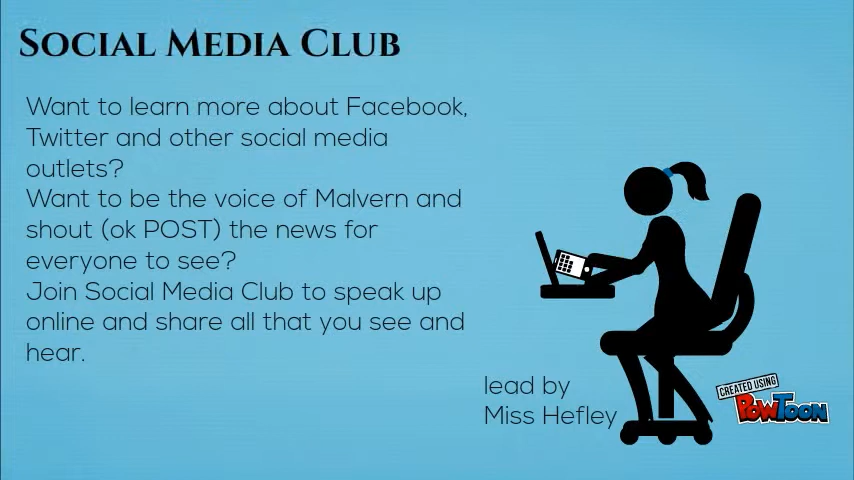 Social Media Club
Want to learn more about Facebook,
Twitter and other social media
outlets?
Want to be the voice of Malvern and
shout (ok POST) the news for
everyone to see?
Join Social Media Club to speak up
online and share all that you see and
hear.
lead by
Miss Hefley
CREATED USING
PowToon